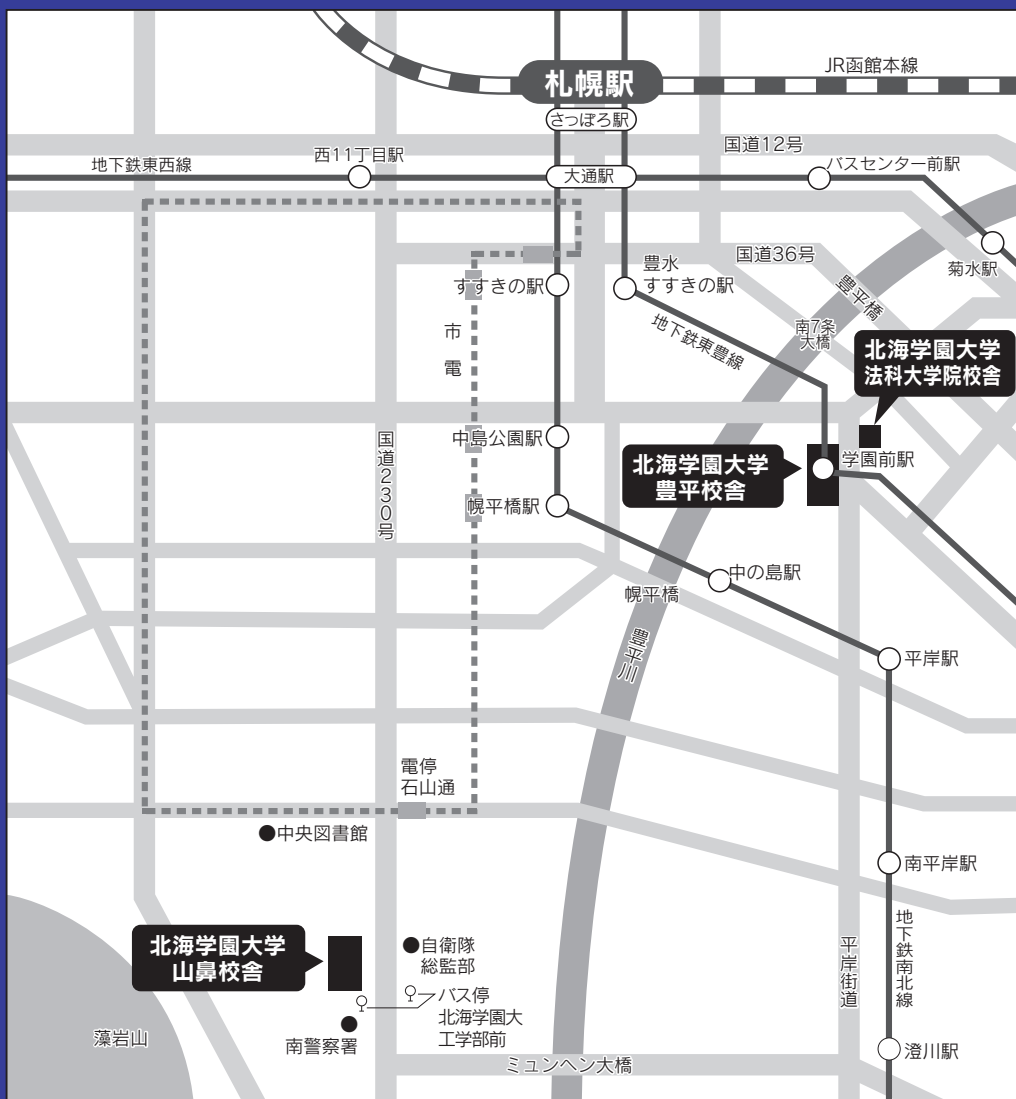 JR函館本線
札幌駅
さっぽろ駅
国道12号
西11丁目駅
地下鉄東西線
大通駅
バスセンター前駅
国道36号
菊水駅
豊水
すすきの駅
すすきの駅
豊平橋
地下鉄東豊線
南7条
大橋
北海学園大学
法科大学院校舎
市電
国道230号
中島公園駅
学園前駅
北海学園大学
豊平校舎
幌平橋駅
中の島駅
幌平橋
豊平川
平岸駅
電停
石山通
中央図書館
南平岸駅
北海学園大学
山鼻校舎
自衛隊
総監部
平岸街道
地下鉄南北線
バス停
北海学園大
工学部前
藻岩山
南警察署
ミュンヘン大橋
澄川駅